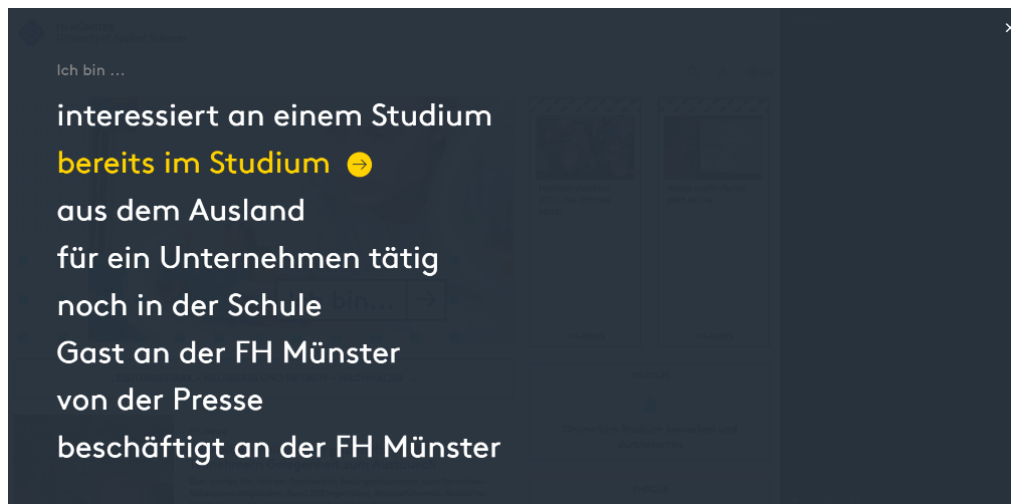 Ich bin ...
interessiert an einem Studium
bereits im Studium
aus dem Ausland
für ein Unternehmen tätig
noch in der Schule
Gast an der FH Münster
von der Presse
beschäftigt an der FH Münster
bin...